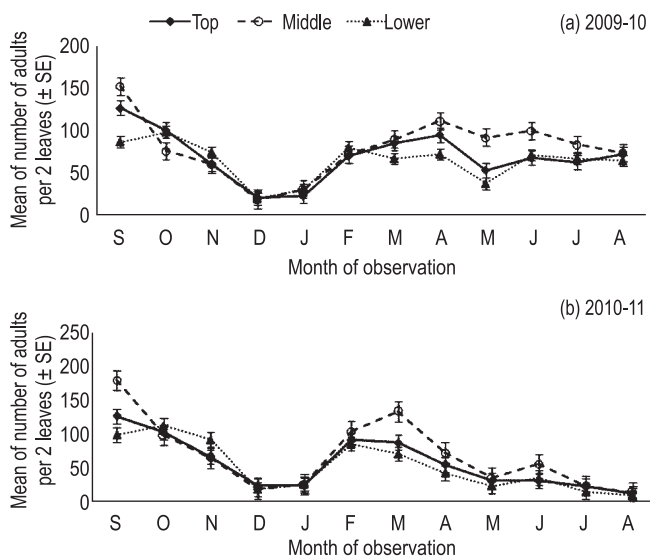 Top Middle Lower
(a) 2009-10
Mean of number of adults
per 2 leaves (± SE)
200
150
100
50
0
S O N D J F M A M J J A
Month of observation
(b) 2010-11
Mean of number of adults
per 2 leaves (± SE)
250
200
150
100
50
0
S O N D J F M A M J J A
Month of observation